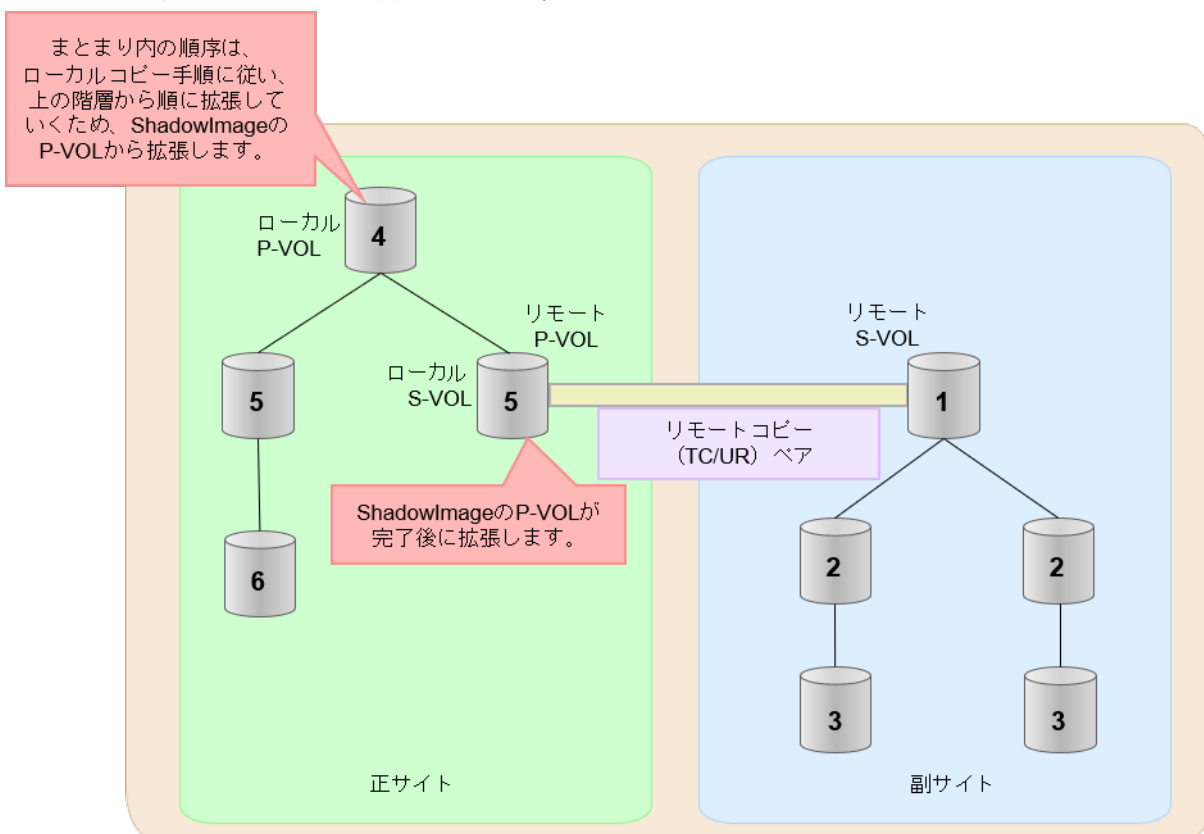 まとまり内の順序は、
ローカルコピー手順に従い、
上の階層から順に拡張して
いくため、ShadowImageの
P-VOLから拡張します。
ローカル
P-VOL
4
リモート
P-VOL
リモート
S-VOL
ローカル
S-VOL
5
5
1
リモートコピー
（TC/UR）ペア
ShadowImageのP-VOLが
完了後に拡張します。
6
2
2
3
3
正サイト
副サイト